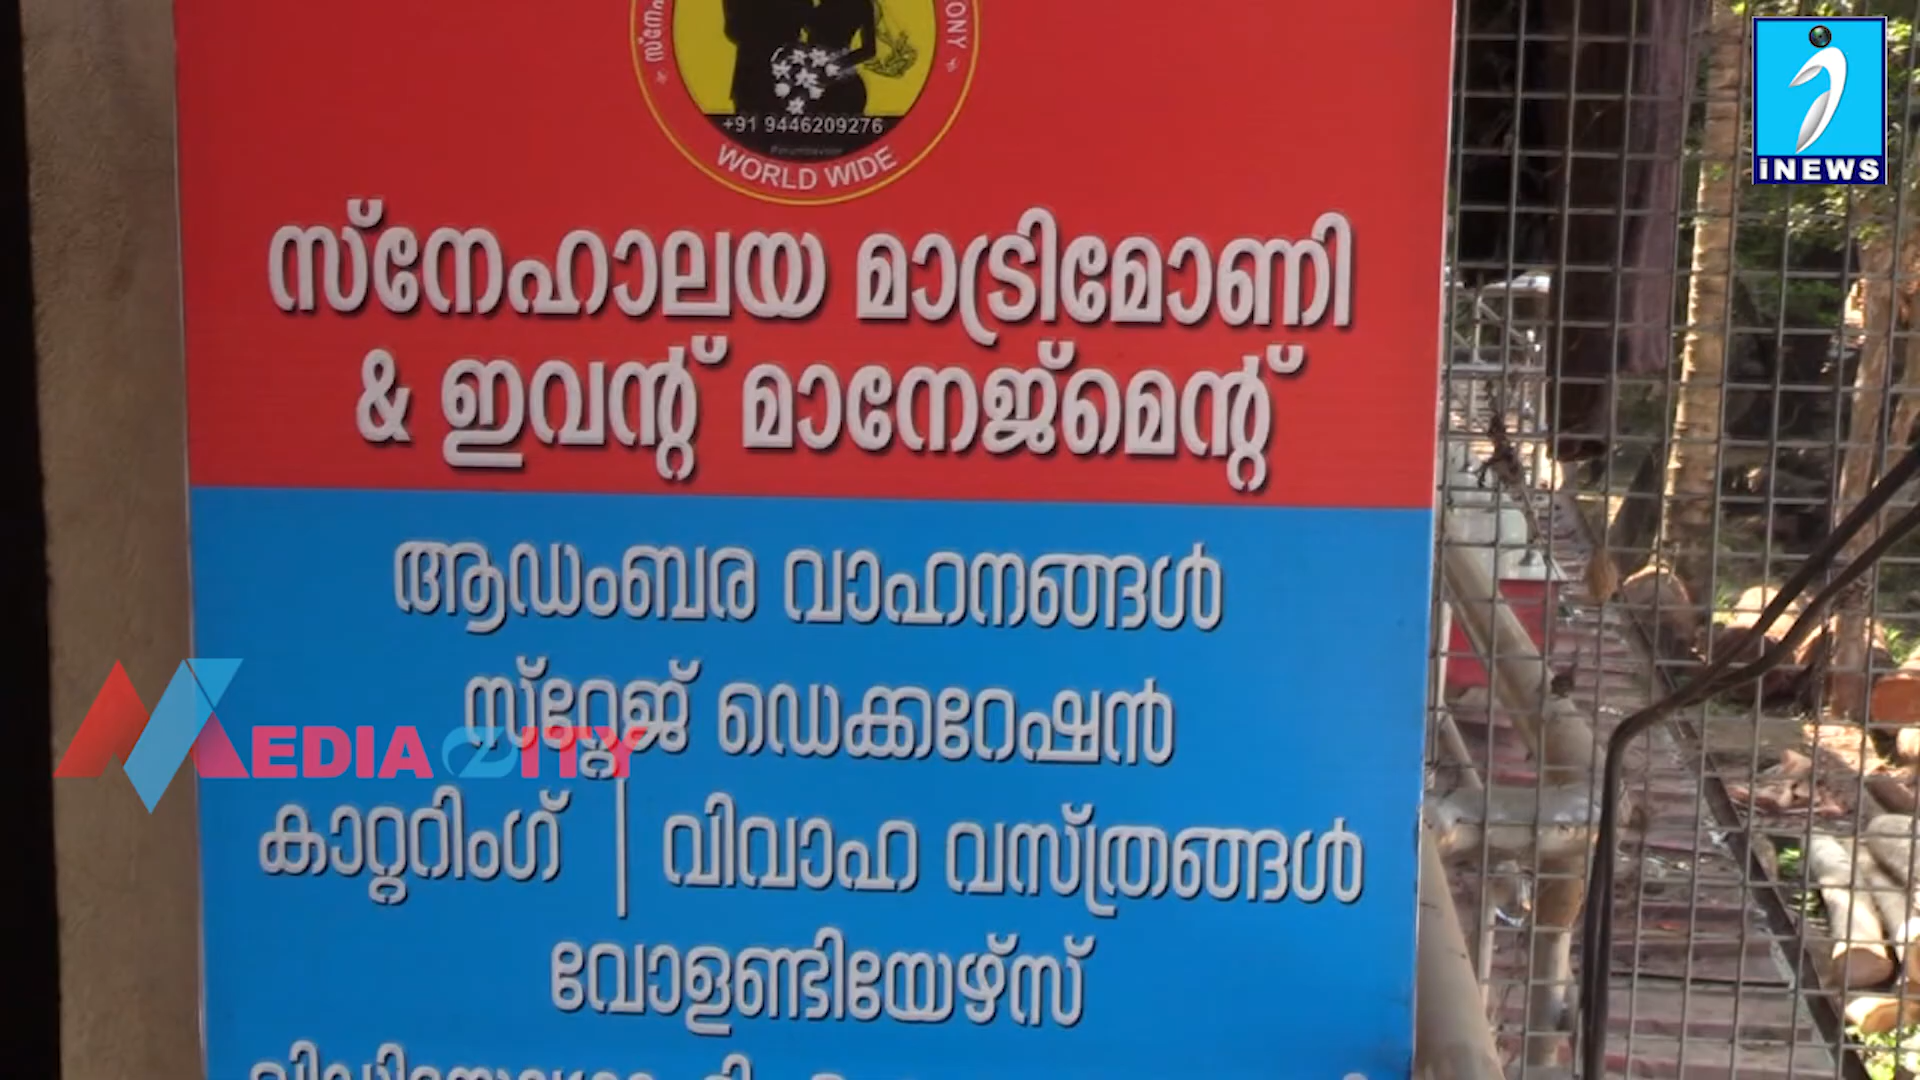 ONY
iNEWS
+91 9446209276
WORLD WIDE
സ്നേഹാലയ മാട്രിമോണി
& ഇവന്റ് മാനേജ്മെന്റ്
ആഡംബര വാഹനങ്ങൾ
സ്റ്റേജ് ഡെക്കറേഷൻ
MEDIA CITY
കാറ്ററിംഗ് | വിവാഹ വസ്ത്രങ്ങൾ
വോളണ്ടിയേഴ്സ്